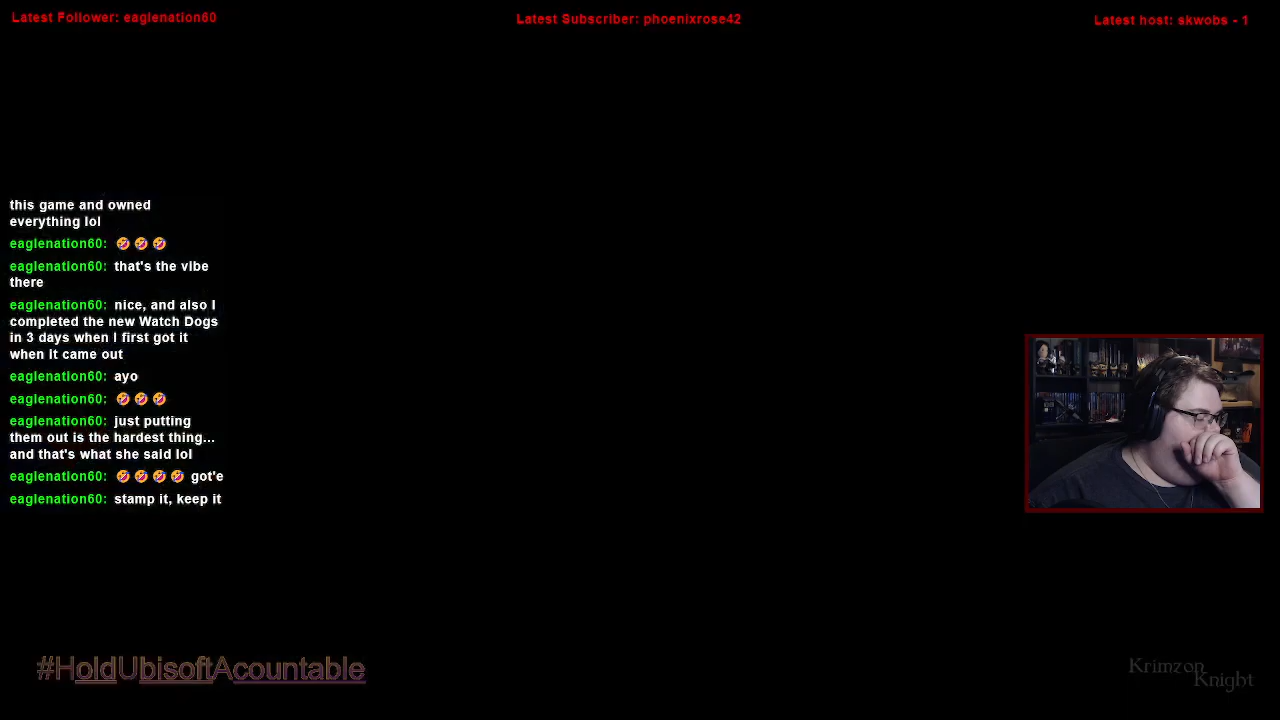 Latest Follower: eaglenation60
Latest Subscriber: phoenixrose42
Latest host: skwobs - 1
this game and owned
everything lol
eaglenation60: 🤣 🤣 🤣
eaglenation60: that's the vibe
there
eaglenation60: nice, and also I
completed the new Watch Dogs
in 3 days when I first got it
when it came out
eaglenation60: ayo
eaglenation60: 🤣 🤣 🤣
eaglenation60: just putting
them out is the hardest thing...
and that's what she said lol
eaglenation60: 🤣 🤣 🤣 🤣 got'e
eaglenation60: stamp it, keep it
#HoldUbisoftAcountable
Krimzon
Knight